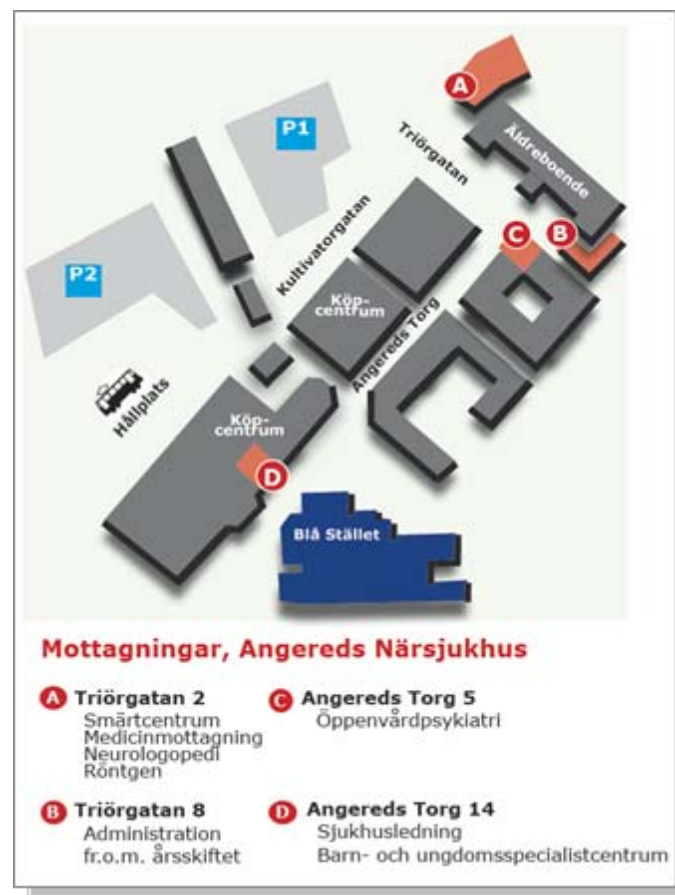 A
Triörgatan
Äldreboende
P1
Kultivatorgatan
C
B
P2
Köp-
centrum
Angereds Torg
Hållplats
Köp-
centrum
D
Blå Stället
Mottagningar, Angereds Närsjukhus
A Triörgatan 2
Smärtcentrum
Medicinmottagning
Neurologopedi
Röntgen
C Angereds Torg 5
Öppenvårdpsykiatri
B Triörgatan 8
Administration
fr.o.m. årsskiftet
D Angereds Torg 14
Sjukhusledning
Barn- och ungdomsspecialistcentrum